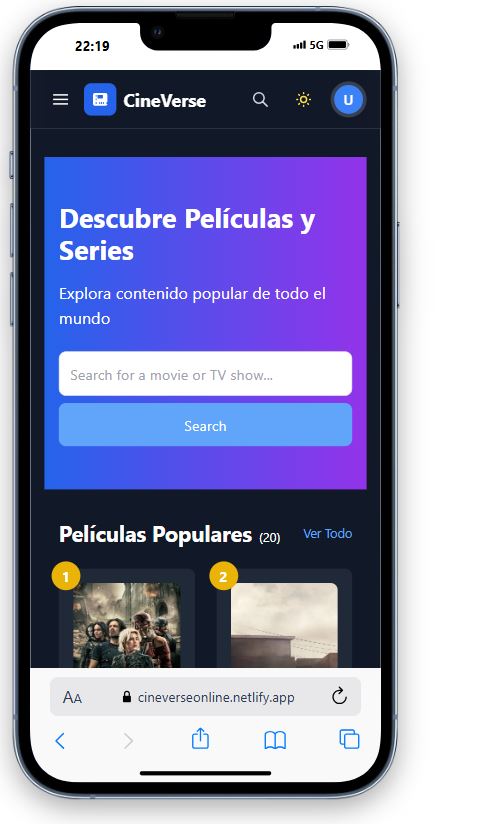 22:19 5G
CineVerse U
Descubre Películas y
Series
Explora contenido popular de todo el
mundo
Search for a movie or TV show...
Search
Películas Populares (20) Ver Todo
1 2
AA cineverseonline.netlify.app